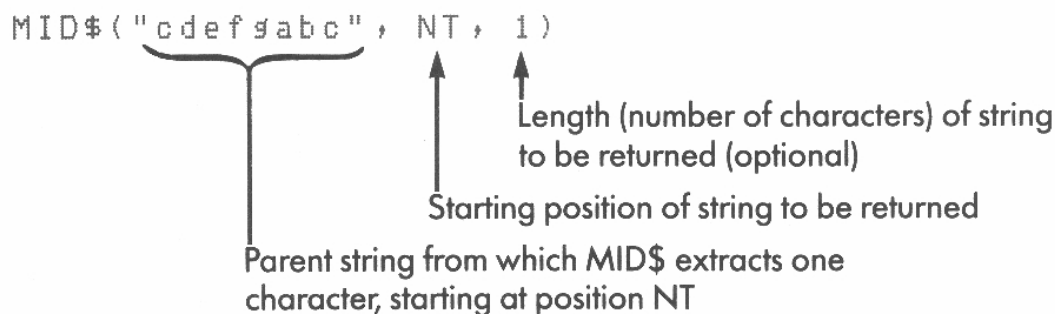 MID$("cdefgabc", NT, 1)
Length (number of characters) of string
to be returned (optional)
Starting position of string to be returned
Parent string from which MID$ extracts one
character, starting at position NT